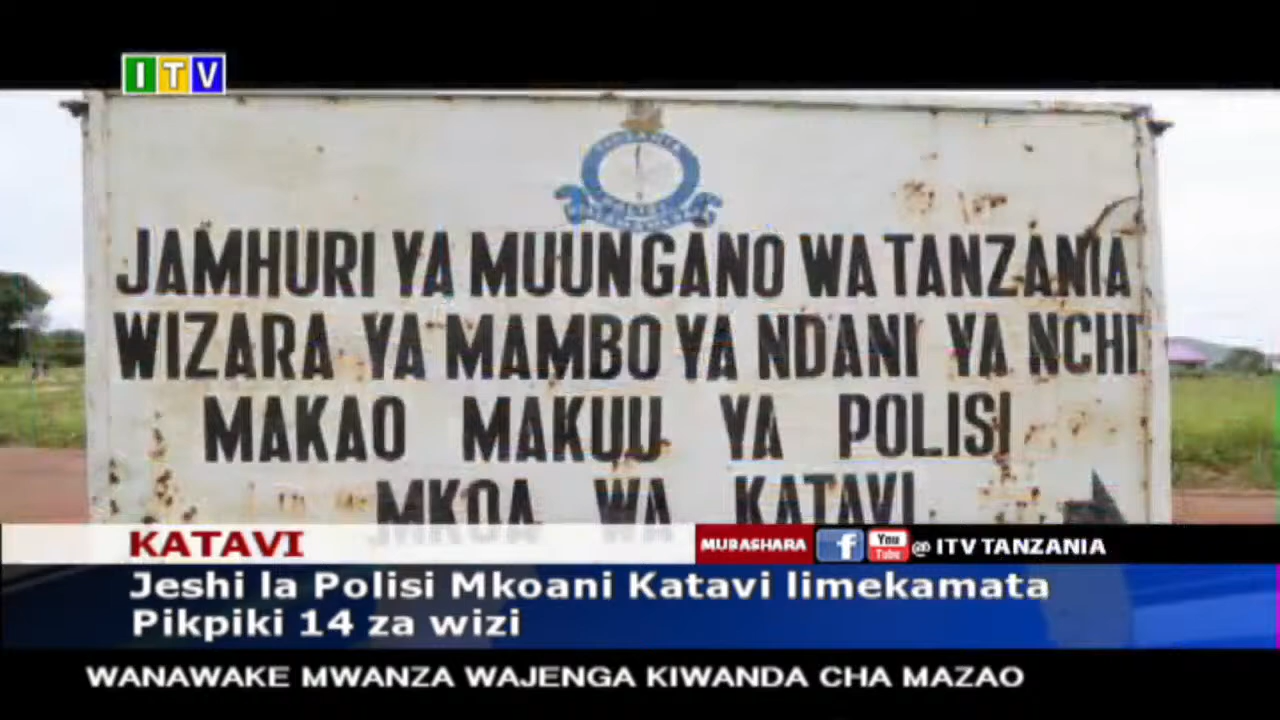 ITV
JAMHURI YA MUUNGANO WA TANZANIA
WIZARA YA MAMBO YA NDANI YA NCHI
MAKAO MAKUU YA POLISI
MKOA WA KATAVI
KATAVI
MUBASHARA f You Tube @ ITV TANZANIA
Jeshi la Polisi Mkoani Katavi limekamata
Pikpiki 14 za wizi
WANAWAKE MWANZA WAJENGA KIWANDA CHA MAZAO